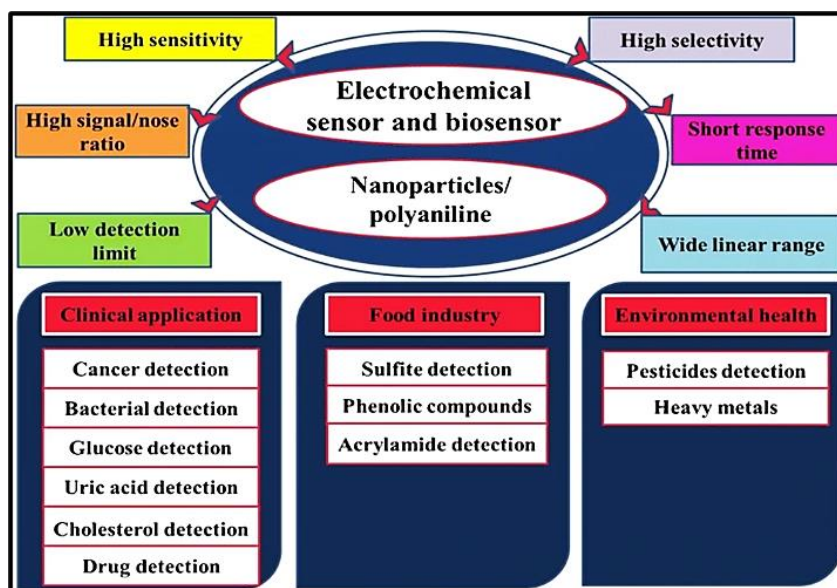 High sensitivity
High selectivity
Electrochemical
sensor and biosensor
High signal/nose
ratio
Short response
time
Nanoparticles/
polyaniline
Low detection
limit
Wide linear range
Clinical application
Cancer detection
Bacterial detection
Glucose detection
Uric acid detection
Cholesterol detection
Drug detection
Food industry
Sulfite detection
Phenolic compounds
Acrylamide detection
Environmental health
Pesticides detection
Heavy metals